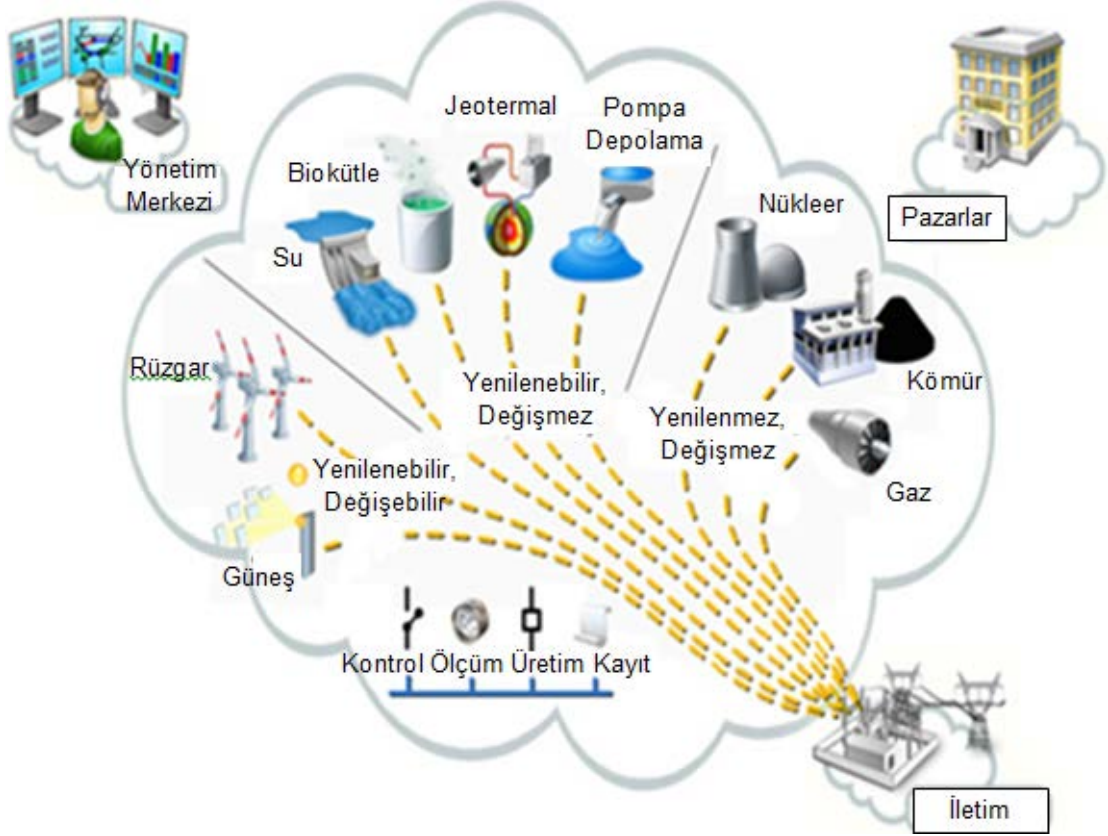 Yönetim
Merkezi
Jeotermal
Pompa
Depolama
Biokütle
Su
Nükleer
Pazarlar
Rüzgar
Kömür
Yenilenebilir,
Değişmez
Yenilenmez,
Değişmez
Gaz
Yenilenebilir,
Değişebilir
Güneş
Kontrol Ölçüm Üretim Kayıt
İletim